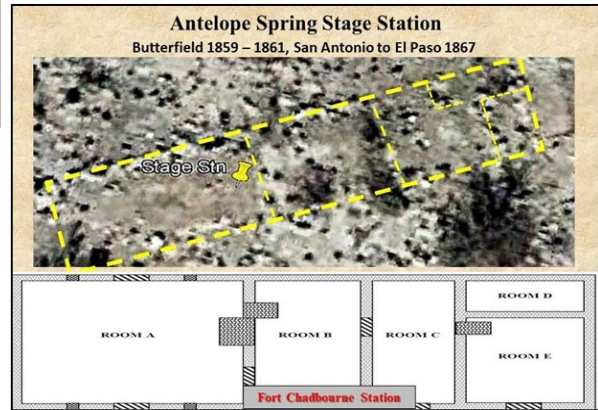 Antelope Spring Stage Station
Butterfield 1859 – 1861, San Antonio to El Paso 1867
Stage Stn
ROOM A
ROOM B
ROOM C
ROOM D
ROOM E
Fort Chadbourne Station